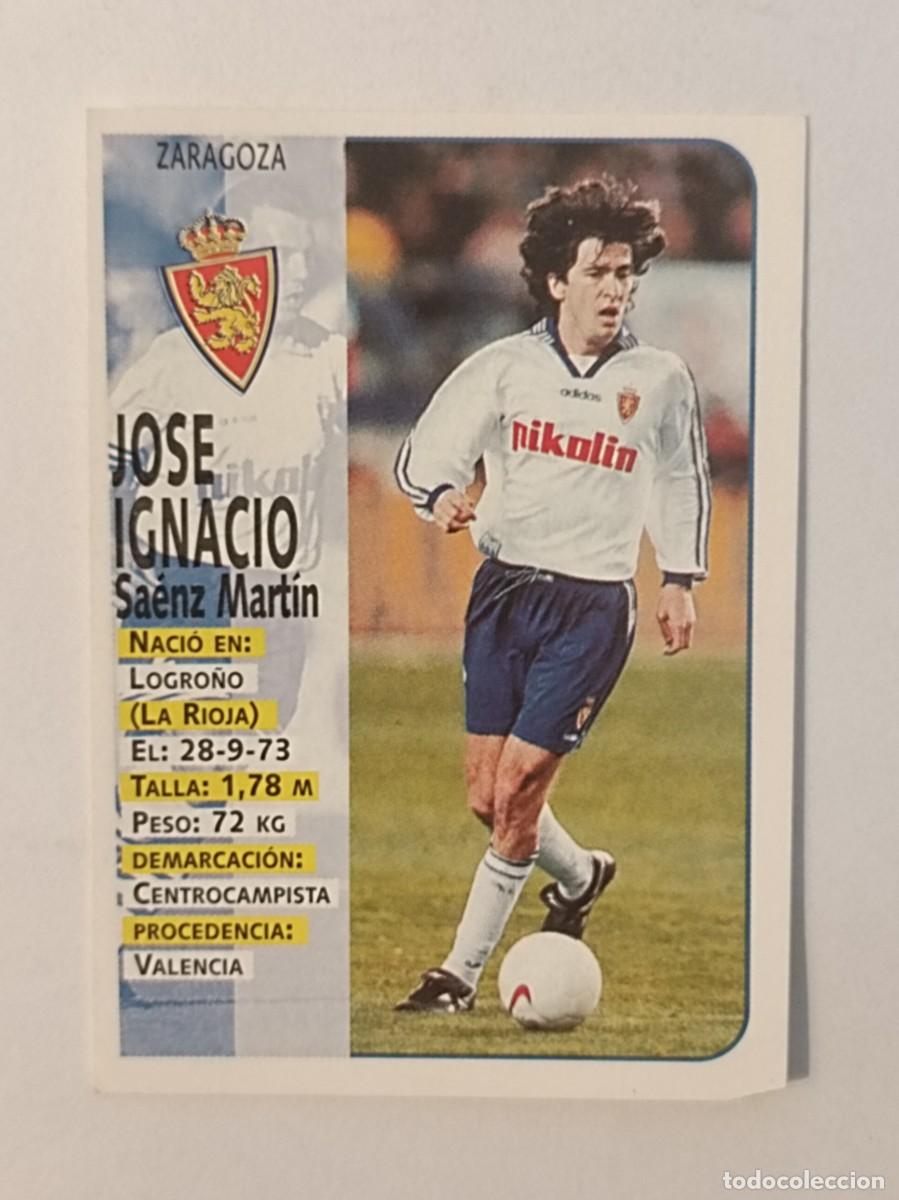 ZARAGOZA
JOSE
IGNACIO
Saénz Martín
NACIÓ EN:
LOGROÑO
(LA RIOJA)
EL: 28-9-73
TALLA: 1,78 M
PESO: 72 KG
DEMARCACIÓN:
CENTROCAMPISTA
PROCEDENCIA:
VALENCIA
adidas
pikolin
pikoli
todocoleccion